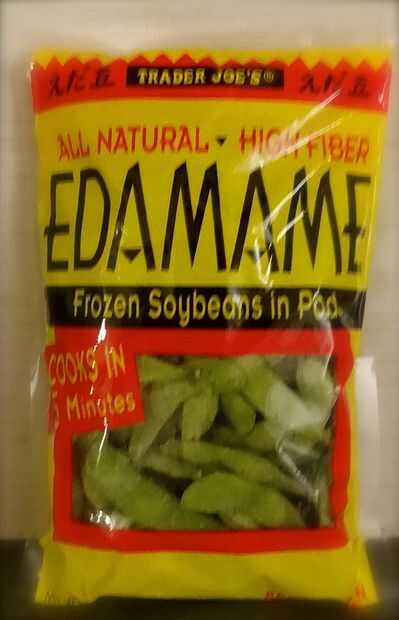 えだ豆 TRADER JOE'S® えだ豆
ALL NATURAL • HIGH FIBER
EDAMAME
Frozen Soybeans in Pod
COOKS IN
5 Minutes